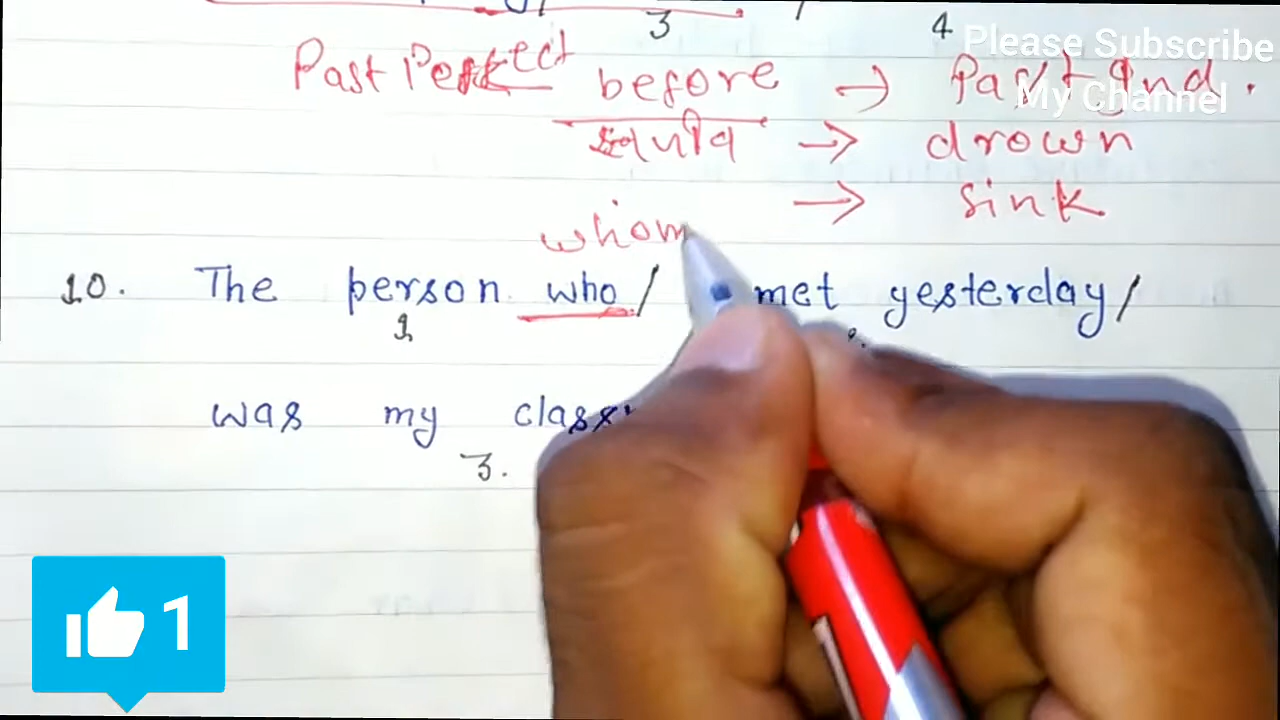 3 4
Please Subscribe
My Channel
Past Perfect before → Past Ind.
सजीव → drown
→ sink
whom
10. The person who / met yesterday /
1
was my class
3.
1